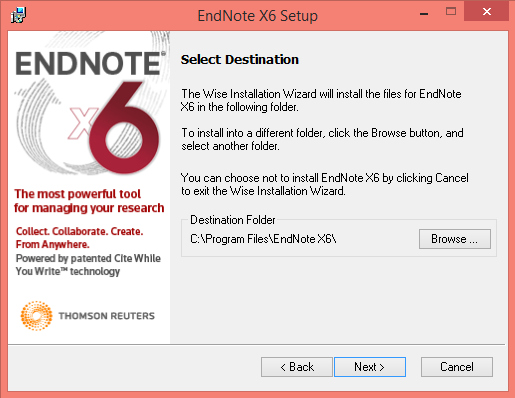 EndNote X6 Setup
ENDNOTE®
X6
The most powerful tool
for managing your research
Collect. Collaborate. Create.
From Anywhere.
Powered by patented Cite While
You Write™ technology
THOMSON REUTERS
Select Destination
The Wise Installation Wizard will install the files for EndNote
X6 in the following folder.
To install into a different folder, click the Browse button, and
select another folder.
You can choose not to install EndNote X6 by clicking Cancel
to exit the Wise Installation Wizard.
Destination Folder
C:\Program Files\EndNote X6\
Browse ...
< Back
Next >
Cancel